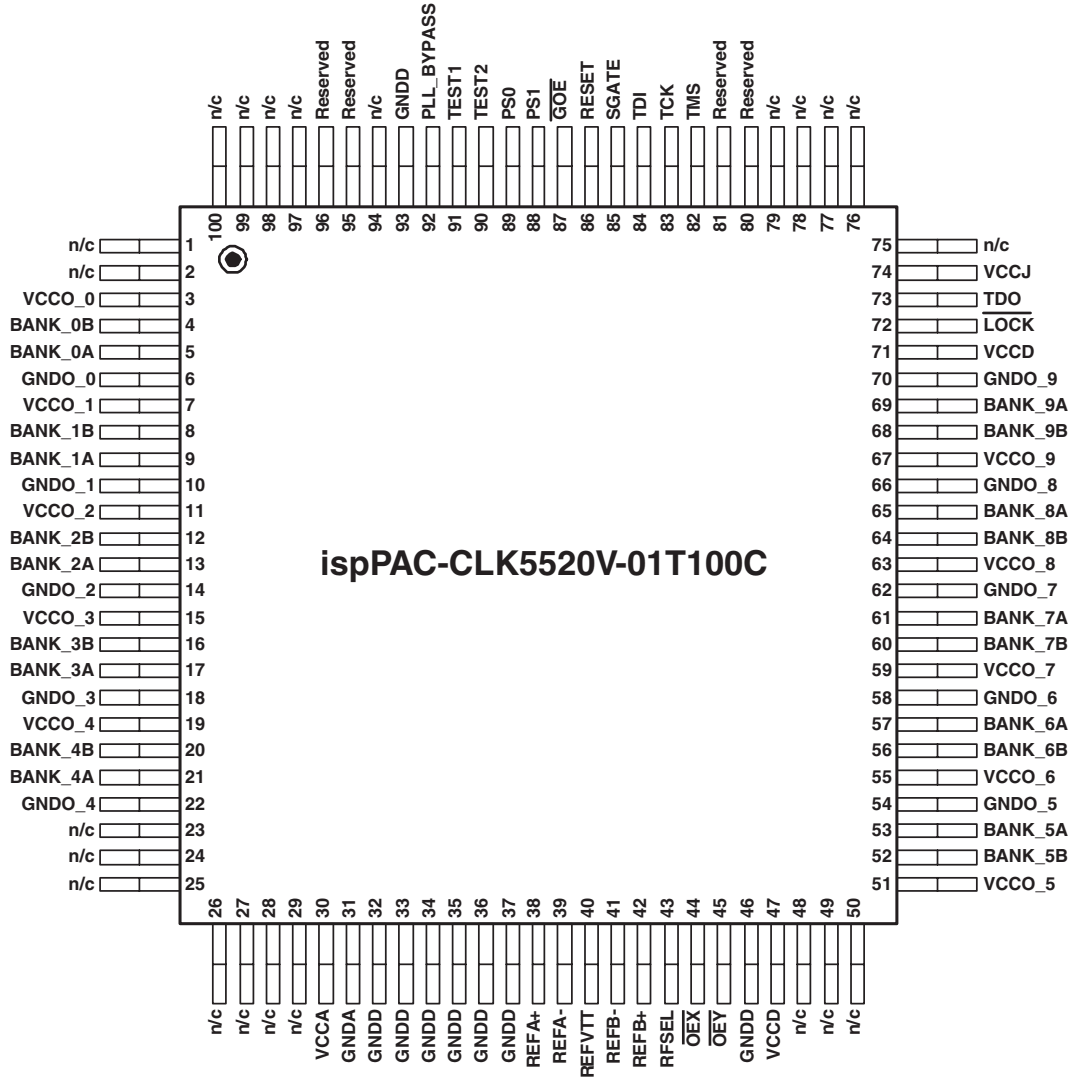 n/c
n/c
n/c
n/c
Reserved
Reserved
n/c
GNDD
PLL_BYPASS
TEST1
TEST2
PS0
PS1
GOE
RESET
SGATE
TDI
TCK
TMS
Reserved
Reserved
n/c
n/c
n/c
n/c
100
99
98
97
96
95
94
93
92
91
90
89
88
87
86
85
84
83
82
81
80
79
78
77
76
n/c 1
n/c 2
VCCO_0 3
BANK_0B 4
BANK_0A 5
GNDO_0 6
VCCO_1 7
BANK_1B 8
BANK_1A 9
GNDO_1 10
VCCO_2 11
BANK_2B 12
BANK_2A 13
GNDO_2 14
VCCO_3 15
BANK_3B 16
BANK_3A 17
GNDO_3 18
VCCO_4 19
BANK_4B 20
BANK_4A 21
GNDO_4 22
n/c 23
n/c 24
n/c 25
ispPAC-CLK5520V-01T100C
75 n/c
74 VCCJ
73 TDO
72 LOCK
71 VCCD
70 GNDO_9
69 BANK_9A
68 BANK_9B
67 VCCO_9
66 GNDO_8
65 BANK_8A
64 BANK_8B
63 VCCO_8
62 GNDO_7
61 BANK_7A
60 BANK_7B
59 VCCO_7
58 GNDO_6
57 BANK_6A
56 BANK_6B
55 VCCO_6
54 GNDO_5
53 BANK_5A
52 BANK_5B
51 VCCO_5
26
27
28
29
30
31
32
33
34
35
36
37
38
39
40
41
42
43
44
45
46
47
48
49
50
n/c
n/c
n/c
n/c
VCCA
GNDA
GNDD
GNDD
GNDD
GNDD
GNDD
GNDD
REFA+
REFA-
REFVTT
REFB-
REFB+
RFSEL
OEX
OEY
GNDD
VCCD
n/c
n/c
n/c